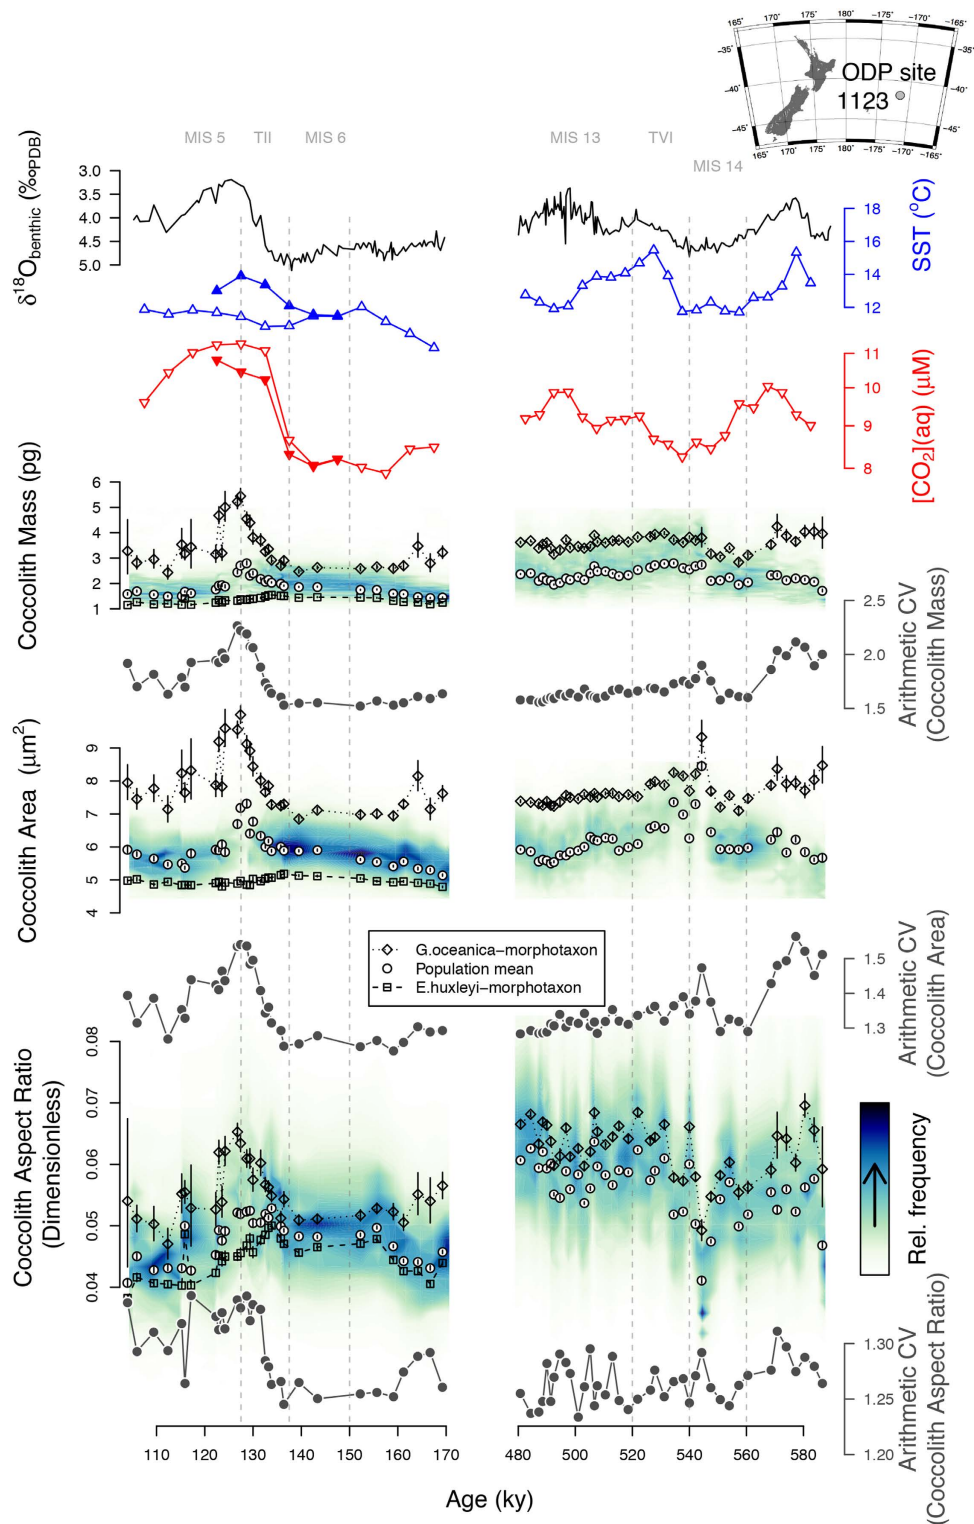 165° 170° 175° 180° −175° −170° −165°
−35° −35°
−40° −40°
−45° −45°
165° 170° 175° 180° −175° −170° −165°
ODP site
1123
MIS 5 TII MIS 6 MIS 13 TVI
MIS 14
δ18Obenthic (‰PDB)
3.0
3.5
4.0
4.5
5.0
SST (oC)
18
16
14
12
[CO2](aq) (μM)
11
10
9
8
Coccolith Mass (pg)
6
5
4
3
2
1
Arithmetic CV
(Coccolith Mass)
2.5
2.0
1.5
Coccolith Area (μm2)
9
8
7
6
5
4
G.oceanica−morphotaxon
Population mean
E.huxleyi−morphotaxon
Arithmetic CV
(Coccolith Area)
1.5
1.4
1.3
Coccolith Aspect Ratio
(Dimensionless)
0.08
0.07
0.06
0.05
0.04
Rel. frequency
Arithmetic CV
(Coccolith Aspect Ratio)
1.30
1.25
1.20
110 120 130 140 150 160 170 480 500 520 540 560 580
Age (ky)